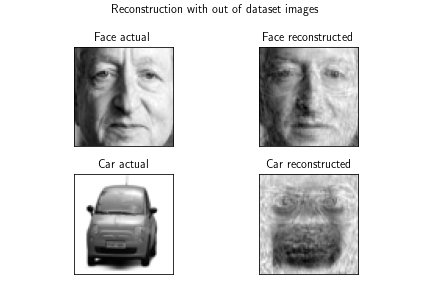 Reconstruction with out of dataset images
Face actual
Face reconstructed
Car actual
Car reconstructed